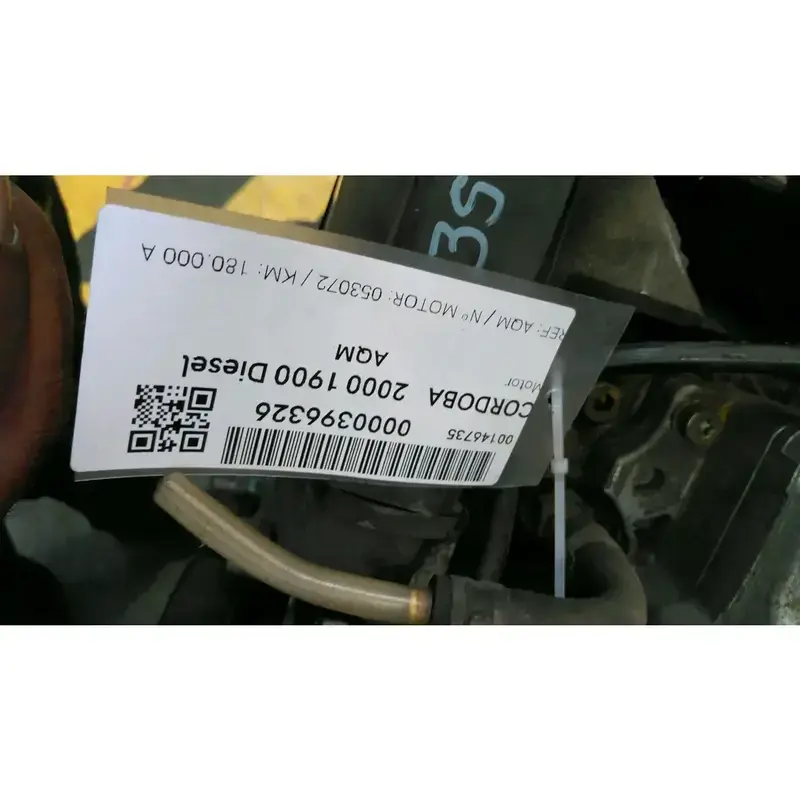 00146735
0000396326
CORDOBA 2000 1900 Diesel
Motor
AQM
REF: AQM / Nº MOTOR: 053072 / KM: 180.000 A